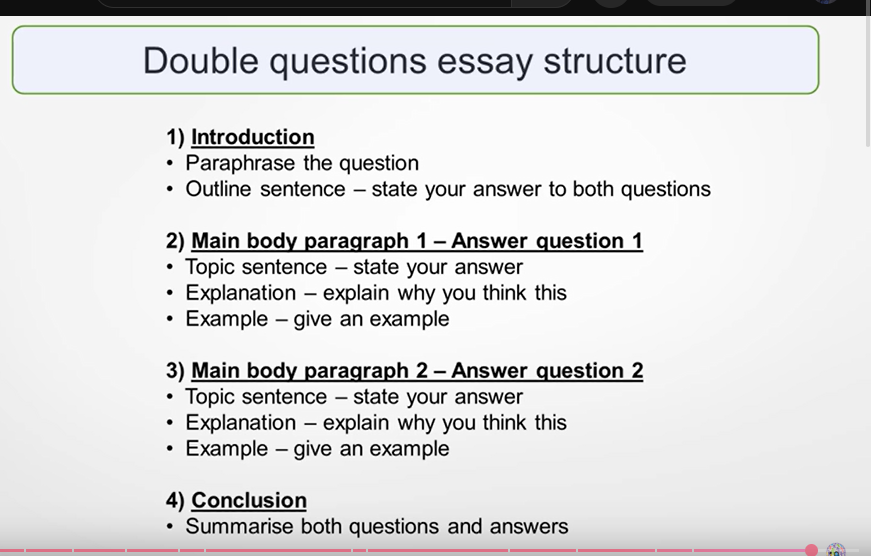 Double questions essay structure
1) Introduction
• Paraphrase the question
• Outline sentence – state your answer to both questions
2) Main body paragraph 1 – Answer question 1
• Topic sentence – state your answer
• Explanation – explain why you think this
• Example – give an example
3) Main body paragraph 2 – Answer question 2
• Topic sentence – state your answer
• Explanation – explain why you think this
• Example – give an example
4) Conclusion
• Summarise both questions and answers